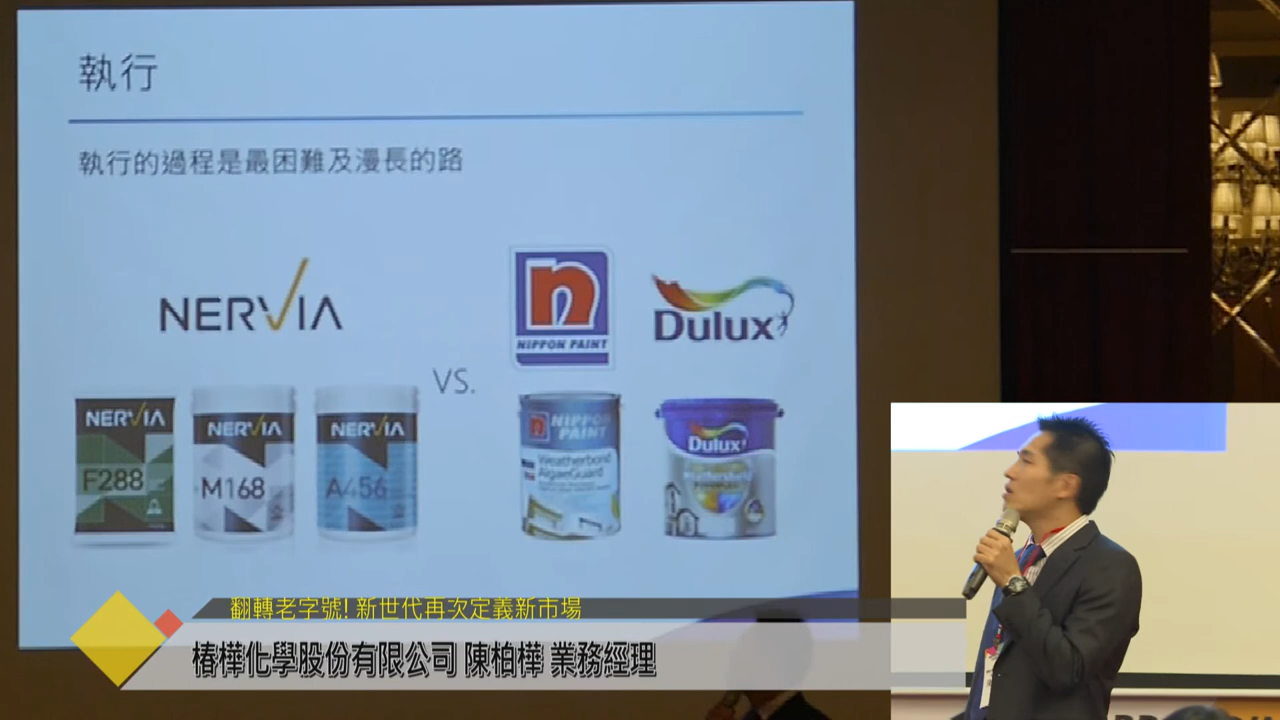 執行
執行的過程是最困難及漫長的路
NERVIA
VS.
NIPPON PAINT
Dulux
NERVIA
F288
NERVIA
M168
NERVIA
A456
NIPPON
PAINT
Weatherbond
AlgaeGuard
Dulux
翻轉老字號! 新世代再次定義新市場
椿樺化學股份有限公司 陳柏樺 業務經理